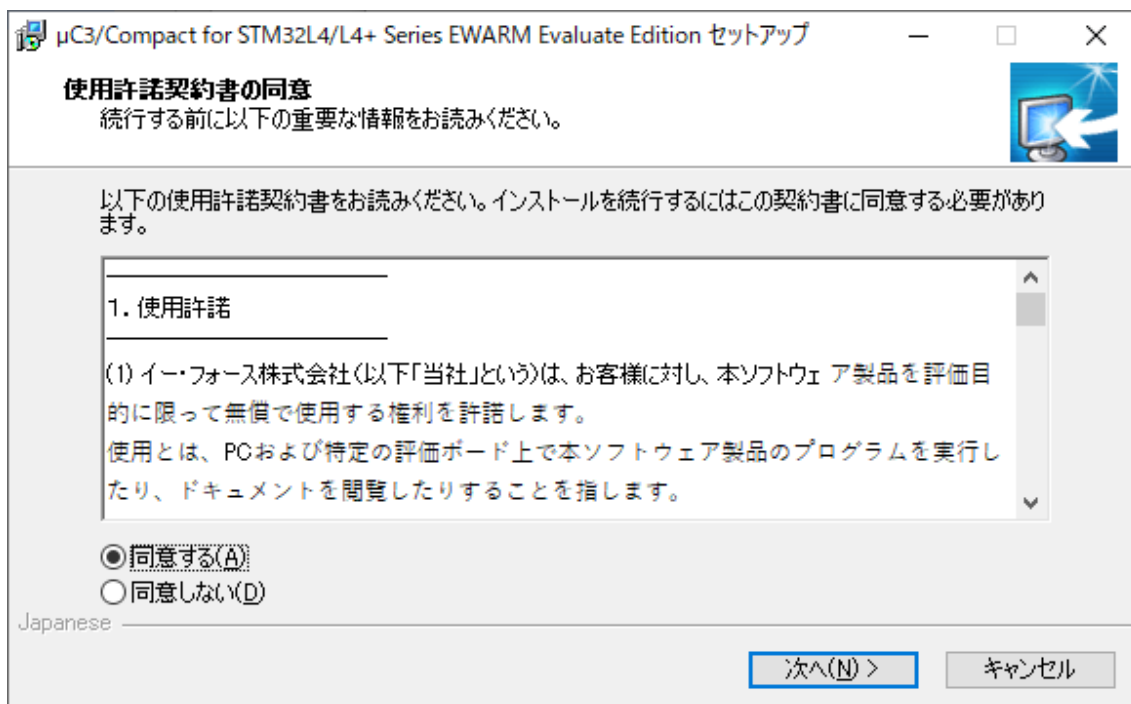 µC3/Compact for STM32L4/L4+ Series EWARM Evaluate Edition セットアップ
使用許諾契約書の同意
続行する前に以下の重要な情報をお読みください。
以下の使用許諾契約書をお読みください。インストールを続行するにはこの契約書に同意する必要があり
ます。
1. 使用許諾
(1) イー・フォース株式会社(以下「当社」という)は、お客様に対し、本ソフトウェ ア製品を評価目
的に限って無償で使用する権利を許諾します。
使用とは、PCおよび特定の評価ボード上で本ソフトウェア製品のプログラムを実行し
たり、ドキュメントを閲覧したりすることを指します。
同意する(A)
同意しない(D)
Japanese
次へ(N) >
キャンセル